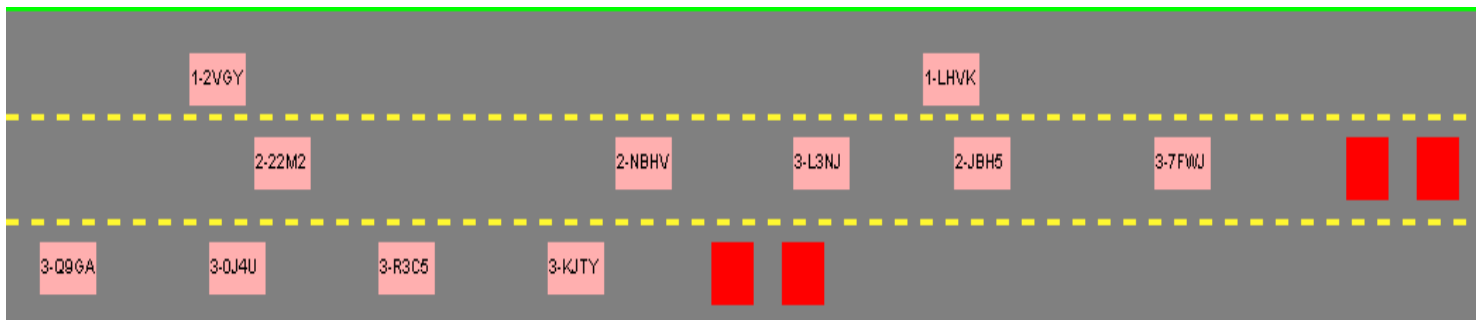 1-2VGY
1-LHVK
2-22M2
2-NBHV
3-L3NJ
2-JBH5
3-7FWJ
3-Q9GA
3-0J4U
3-R3C5
3-KJTY